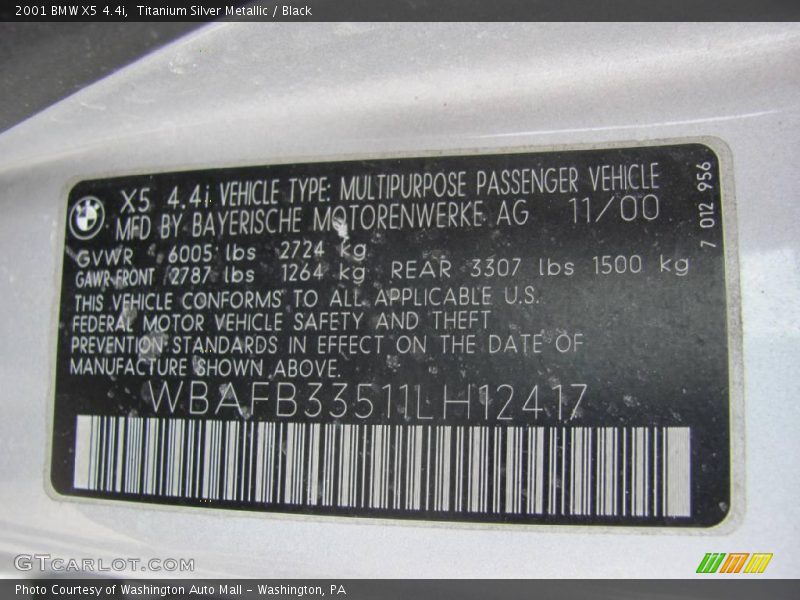 2001 BMW X5 4.4i, Titanium Silver Metallic / Black
X5 4.4i VEHICLE TYPE: MULTIPURPOSE PASSENGER VEHICLE
MFD BY BAYERISCHE MOTORENWERKE AG 11/00
7 012 956
GVWR 6005 lbs 2724 kg
GAWR FRONT 2787 lbs 1264 kg REAR 3307 lbs 1500 kg
THIS VEHICLE CONFORMS TO ALL APPLICABLE U.S.
FEDERAL MOTOR VEHICLE SAFETY AND THEFT
PREVENTION STANDARDS IN EFFECT ON THE DATE OF
MANUFACTURE SHOWN ABOVE.
WBAFB33511LH12417
GTCARLOT.COM
Photo Courtesy of Washington Auto Mall - Washington, PA